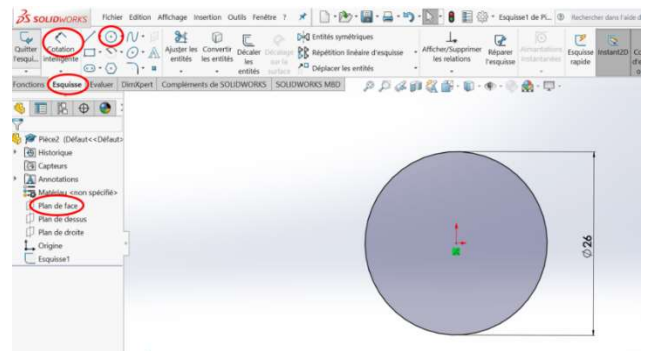 SOLIDWORKS Fichier Edition Affichage Insertion Outils Fenêtre ? Esquisse1 de Pi... Rechercher dans l'aide d
Quitter l'esqui... Cotation intelligente Ajuster les entités Convertir les entités Décaler les entités Décalage sur la surface Entités symétriques Répétition linéaire d'esquisse Déplacer les entités Afficher/Supprimer les relations Réparer l'esquisse Aimantations instantanées Esquisse rapide Instant2D
Fonctions Esquisse Evaluer DimXpert Compléments de SOLIDWORKS SOLIDWORKS MBD
Pièce2 (Défaut<<Défaut>
Historique
Capteurs
Annotations
Matériau <non spécifié>
Plan de face
Plan de dessus
Plan de droite
Origine
Esquisse1
∅26